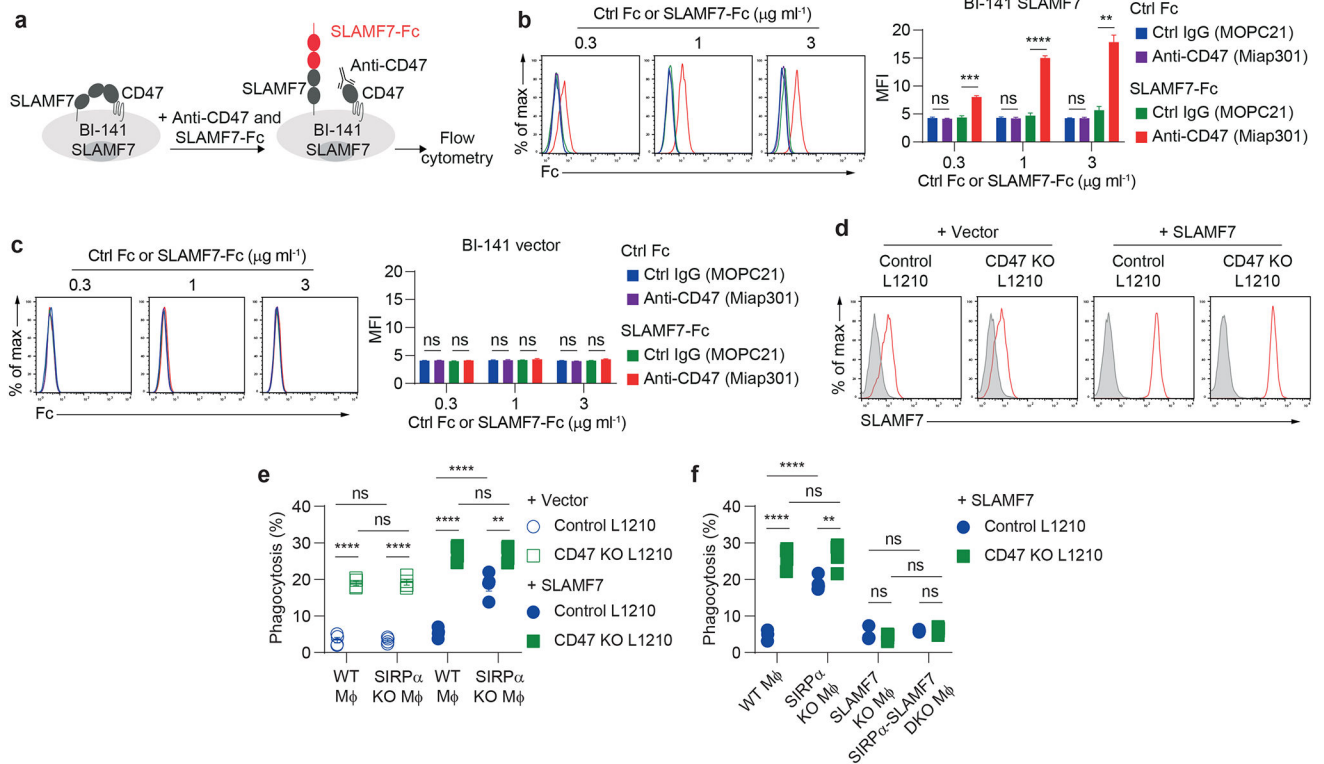 a
SLAMF7-Fc
Anti-CD47
SLAMF7
CD47
SLAMF7
CD47
BI-141
SLAMF7
+ Anti-CD47 and
SLAMF7-Fc
BI-141
SLAMF7
Flow
cytometry
b
Ctrl Fc or SLAMF7-Fc (μg ml-1)
0.3 1 3
% of max
Fc
BI-141 SLAMF7
MFI
20
15
10
5
0
ns *** ns **** ns **
0.3 1 3
Ctrl Fc or SLAMF7-Fc (μg ml-1)
Ctrl Fc
Ctrl IgG (MOPC21)
Anti-CD47 (Miap301)
SLAMF7-Fc
Ctrl IgG (MOPC21)
Anti-CD47 (Miap301)
c
Ctrl Fc or SLAMF7-Fc (μg ml-1)
0.3 1 3
% of max
Fc
BI-141 vector
MFI
20
15
10
5
0
ns ns ns ns ns ns
0.3 1 3
Ctrl Fc or SLAMF7-Fc (μg ml-1)
Ctrl Fc
Ctrl IgG (MOPC21)
Anti-CD47 (Miap301)
SLAMF7-Fc
Ctrl IgG (MOPC21)
Anti-CD47 (Miap301)
d
+ Vector + SLAMF7
Control CD47 KO Control CD47 KO
L1210 L1210 L1210 L1210
% of max
SLAMF7
e
Phagocytosis (%)
40
30
20
10
0
ns
ns
**** ****
****
ns
**** **
WT SIRPα WT SIRPα
Mϕ KO Mϕ Mϕ KO Mϕ
+ Vector
Control L1210
CD47 KO L1210
+ SLAMF7
Control L1210
CD47 KO L1210
f
Phagocytosis (%)
40
30
20
10
0
****
ns
**** **
ns
ns
ns ns
WT Mϕ
SIRPα
KO Mϕ
SLAMF7
KO Mϕ
SIRPα-SLAMF7
DKO Mϕ
+ SLAMF7
Control L1210
CD47 KO L1210